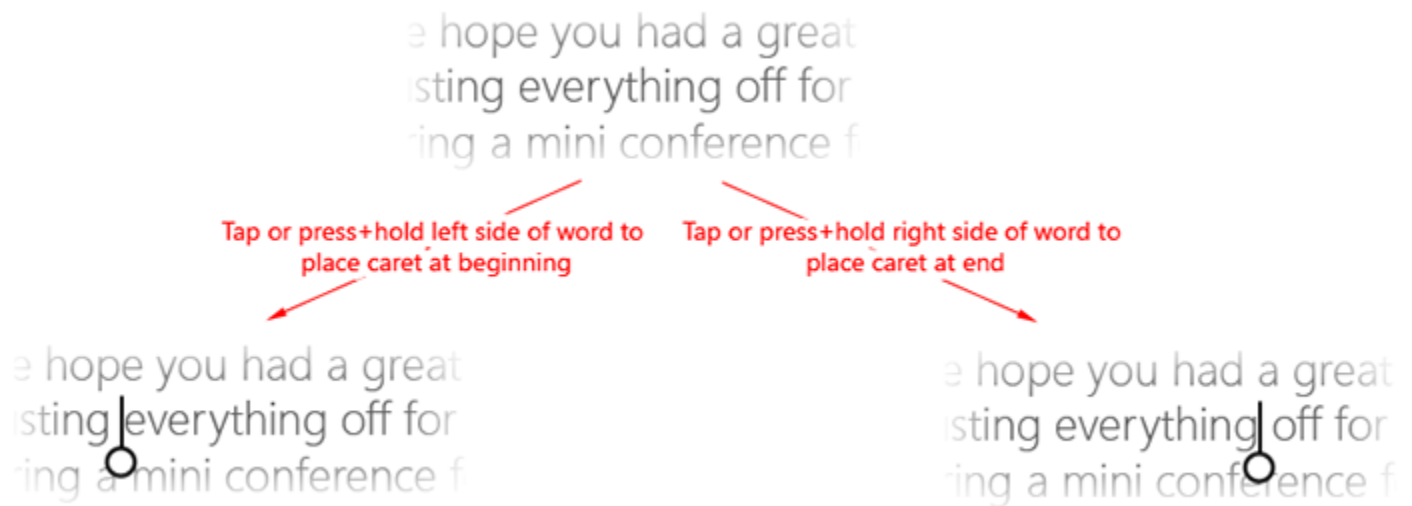 e hope you had a great
sting everything off for
ring a mini conference f
Tap or press+hold left side of word to
place caret at beginning
Tap or press+hold right side of word to
place caret at end
e hope you had a great
sting everything off for
ring a mini conference f
e hope you had a great
sting everything off for
ring a mini conference f